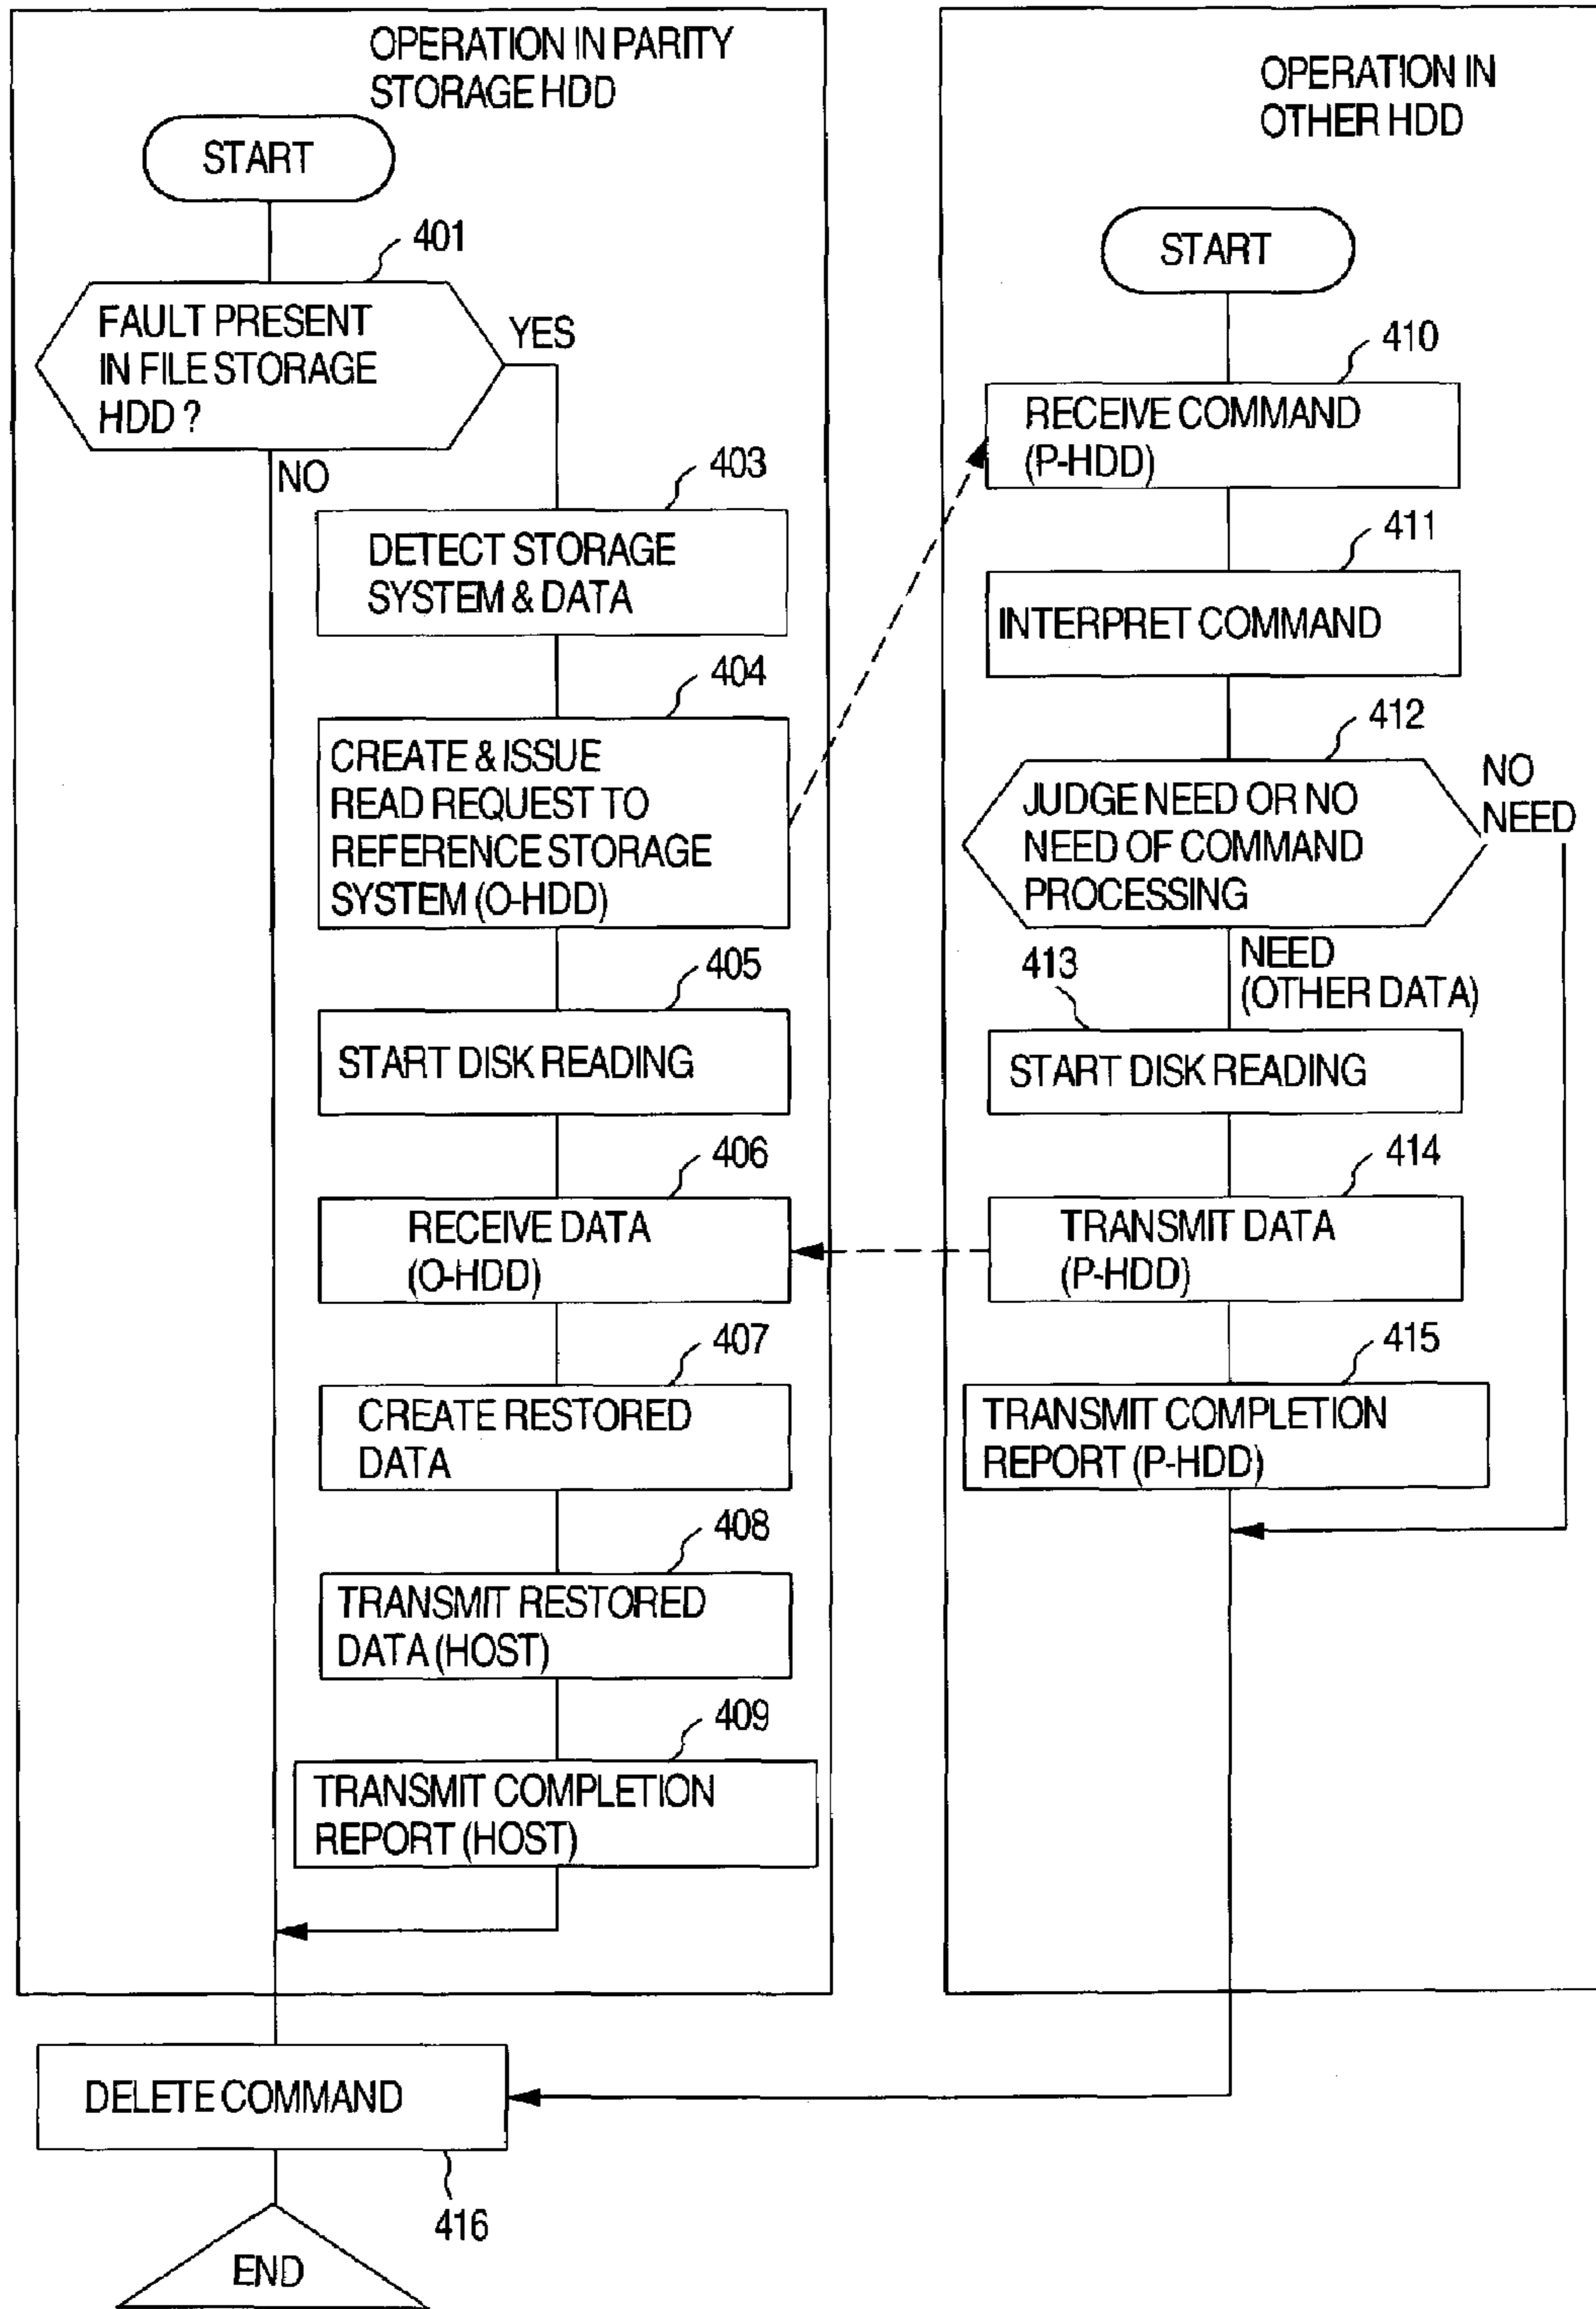 OPERATION IN PARITY
STORAGE HDD
START
401
FAULT PRESENT
IN FILE STORAGE
HDD ?
YES
NO
403
DETECT STORAGE
SYSTEM & DATA
404
CREATE & ISSUE
READ REQUEST TO
REFERENCE STORAGE
SYSTEM (O-HDD)
405
START DISK READING
406
RECEIVE DATA
(O-HDD)
407
CREATE RESTORED
DATA
408
TRANSMIT RESTORED
DATA (HOST)
409
TRANSMIT COMPLETION
REPORT (HOST)
OPERATION IN
OTHER HDD
START
410
RECEIVE COMMAND
(P-HDD)
411
INTERPRET COMMAND
412
JUDGE NEED OR NO
NEED OF COMMAND
PROCESSING
NO
NEED
NEED
(OTHER DATA)
413
START DISK READING
414
TRANSMIT DATA
(P-HDD)
415
TRANSMIT COMPLETION
REPORT (P-HDD)
DELETE COMMAND
416
END